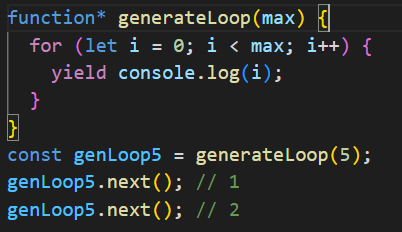 function* generateLoop(max) {
  for (let i = 0; i < max; i++) {
    yield console.log(i);
  }
}
const genLoop5 = generateLoop(5);
genLoop5.next(); // 1
genLoop5.next(); // 2